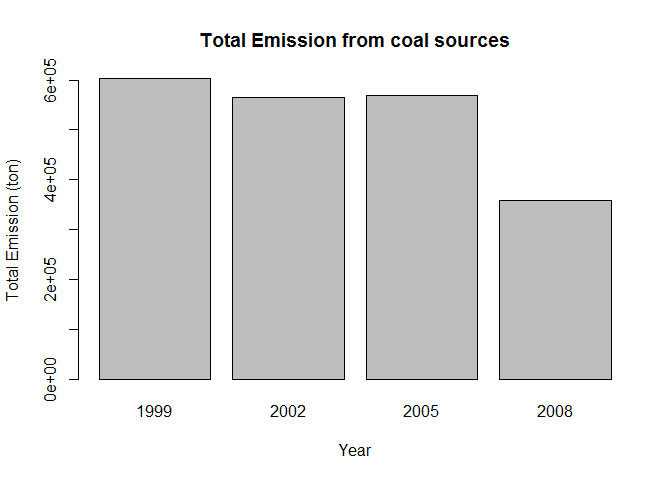 Total Emission from coal sources
Total Emission (ton)
6e+05
4e+05
2e+05
0e+00
1999 2002 2005 2008
Year